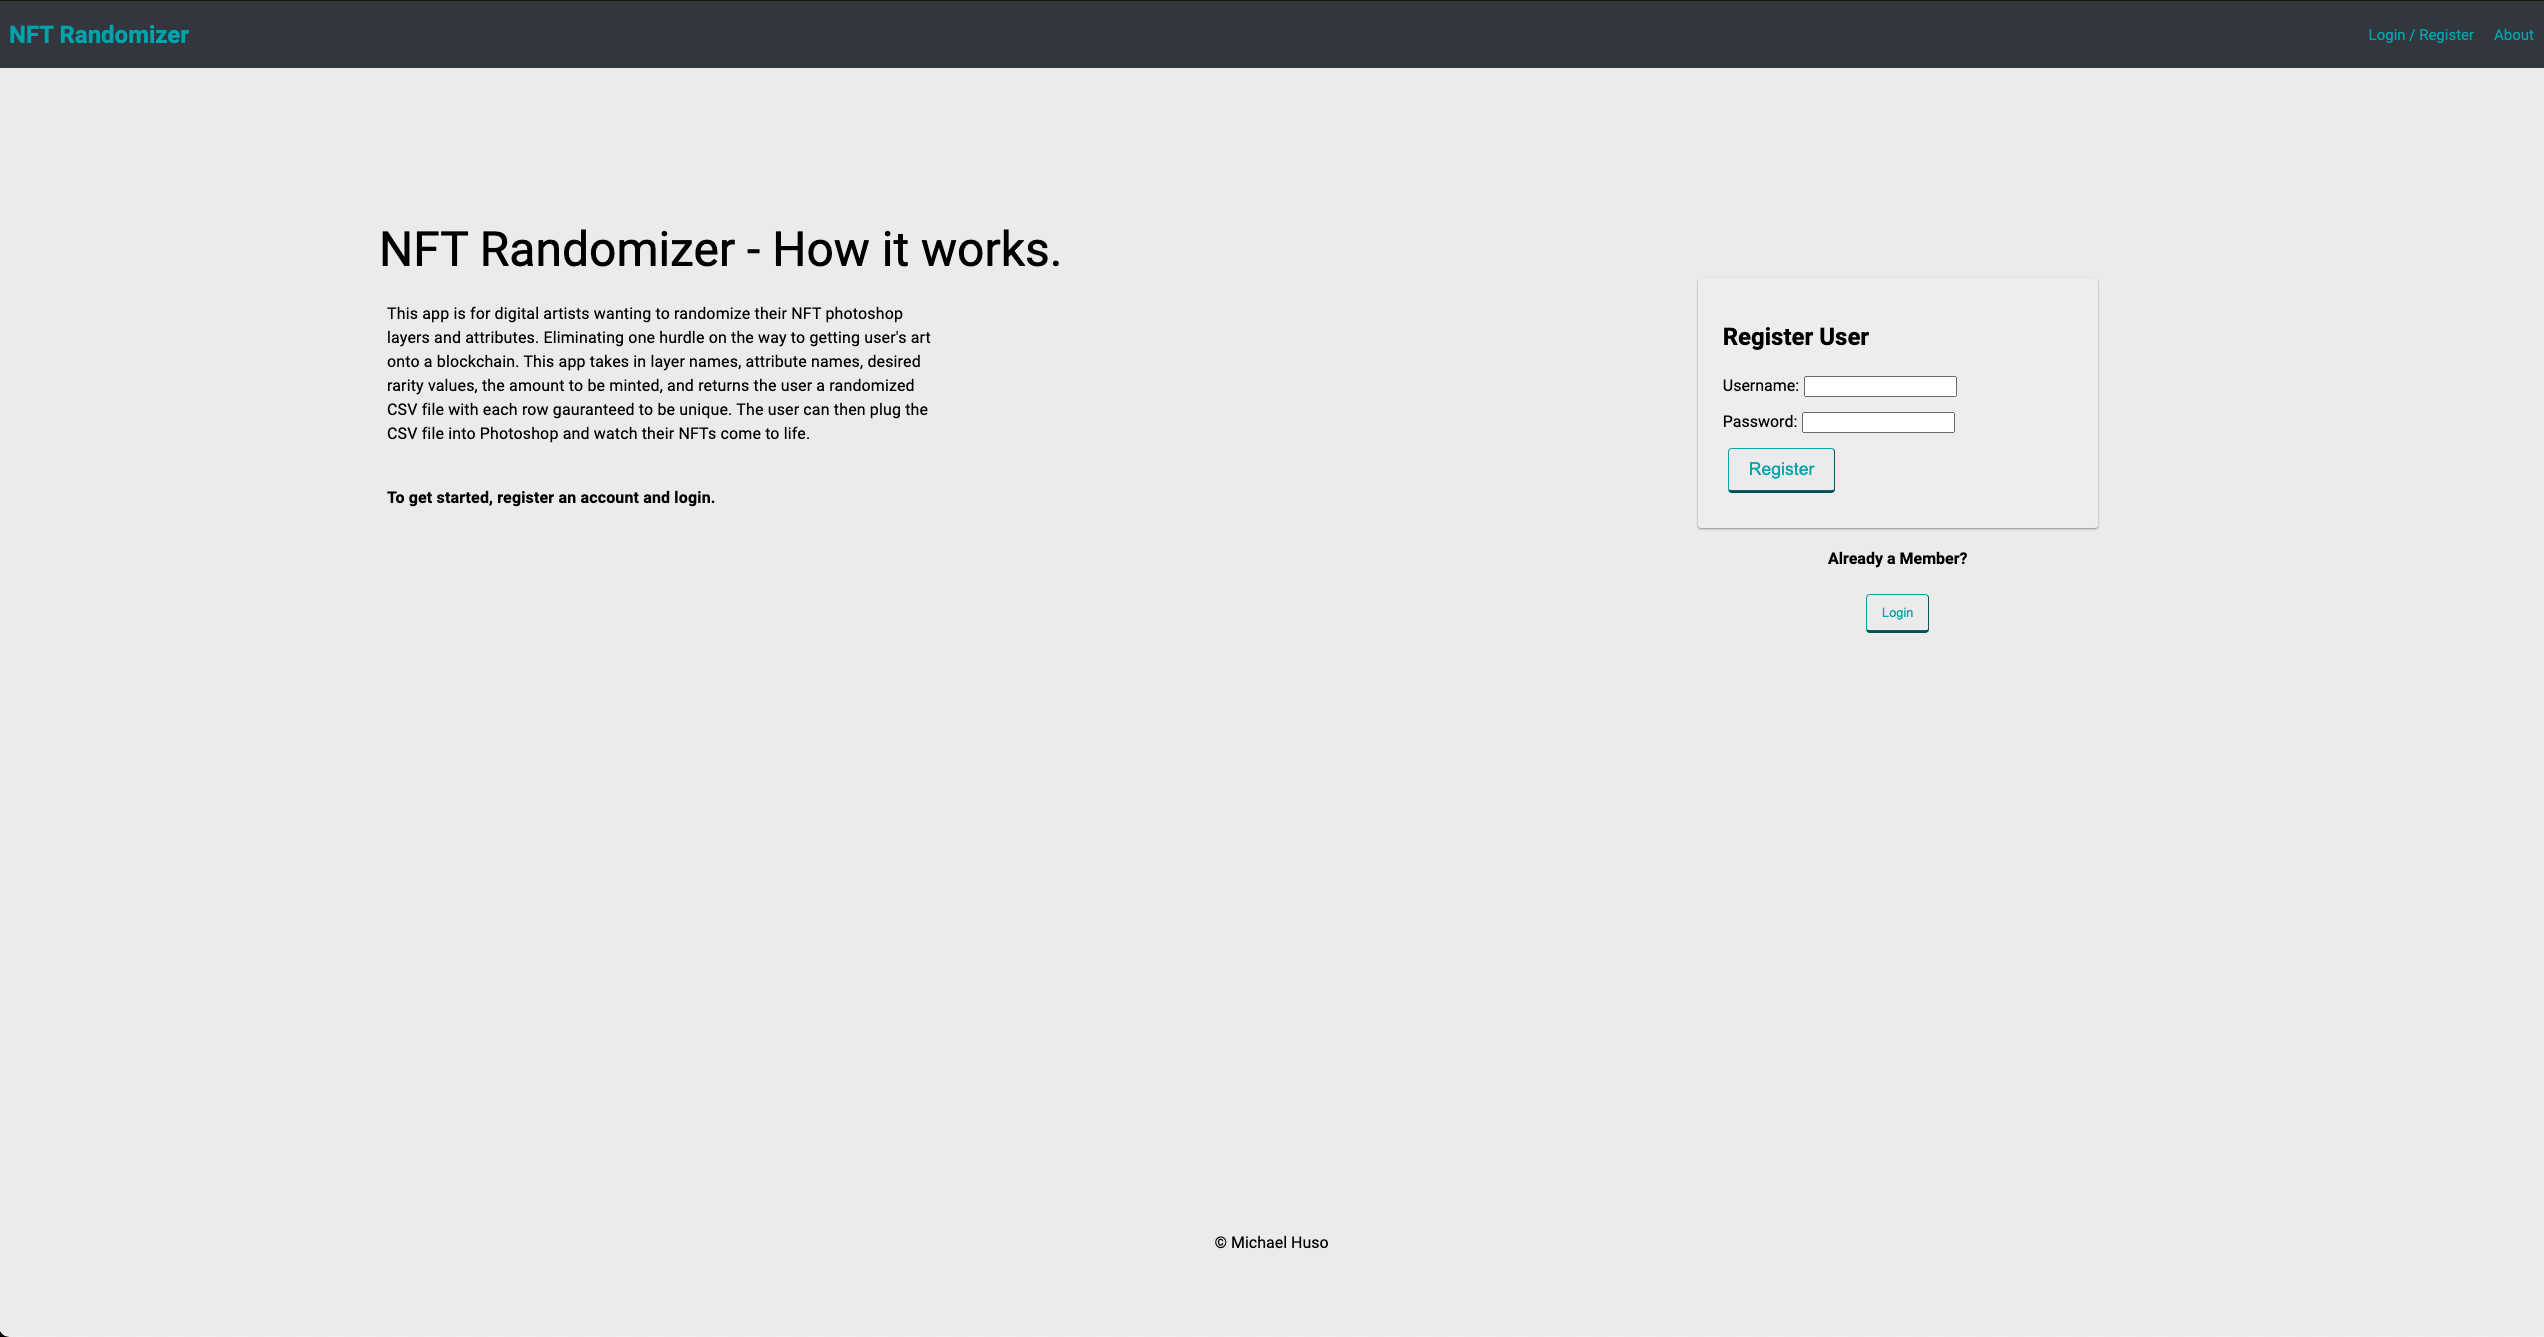 NFT Randomizer
Login / Register
About
NFT Randomizer - How it works.
This app is for digital artists wanting to randomize their NFT photoshop
layers and attributes. Eliminating one hurdle on the way to getting user's art
onto a blockchain. This app takes in layer names, attribute names, desired
rarity values, the amount to be minted, and returns the user a randomized
CSV file with each row gauranteed to be unique. The user can then plug the
CSV file into Photoshop and watch their NFTs come to life.
To get started, register an account and login.
Register User
Username:
Password:
Register
Already a Member?
Login
© Michael Huso